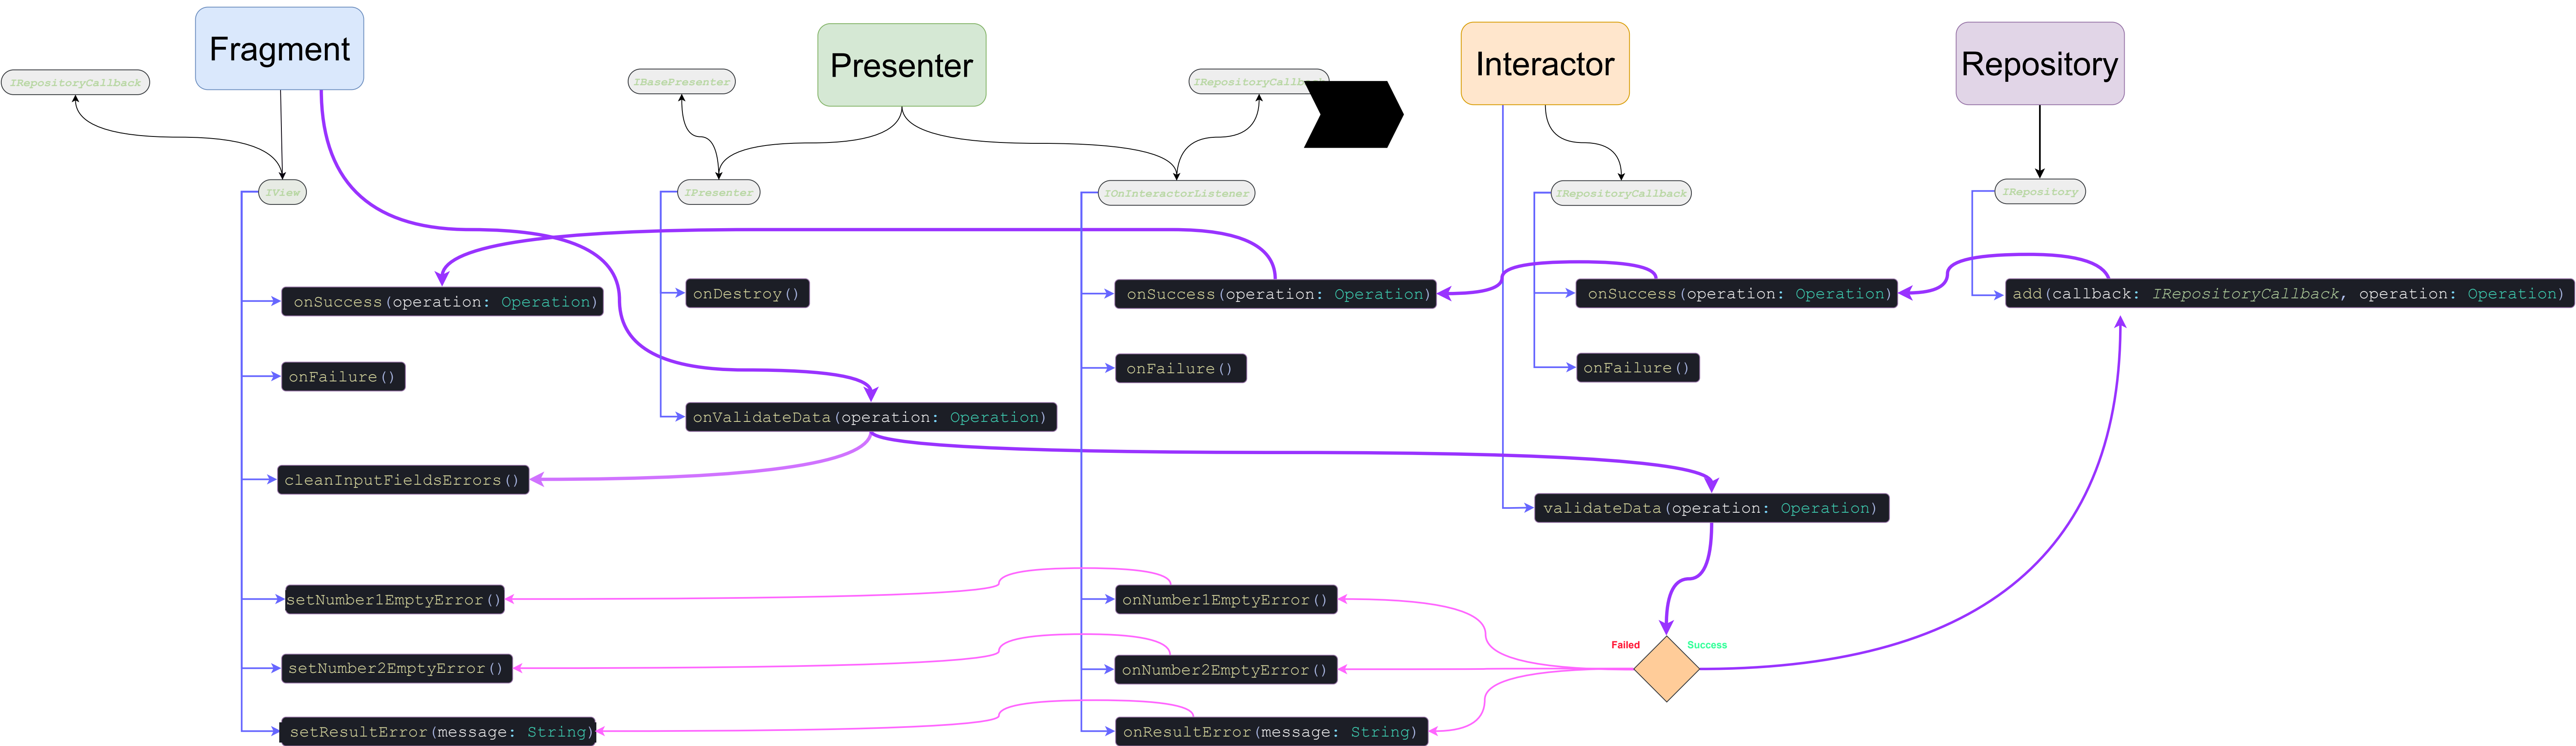 Fragment
Presenter
Interactor
Repository
IRepositoryCallback
IBasePresenter
IRepositoryCallback
IView
IPresenter
IOnInteractorListener
IRepositoryCallback
IRepository
onSuccess(operation: Operation)
onDestroy()
onSuccess(operation: Operation)
onSuccess(operation: Operation)
add(callback: IRepositoryCallback, operation: Operation)
onFailure()
onFailure()
onFailure()
onValidateData(operation: Operation)
cleanInputFieldsErrors()
validateData(operation: Operation)
setNumber1EmptyError()
onNumber1EmptyError()
Failed
Success
setNumber2EmptyError()
onNumber2EmptyError()
setResultError(message: String)
onResultError(message: String)